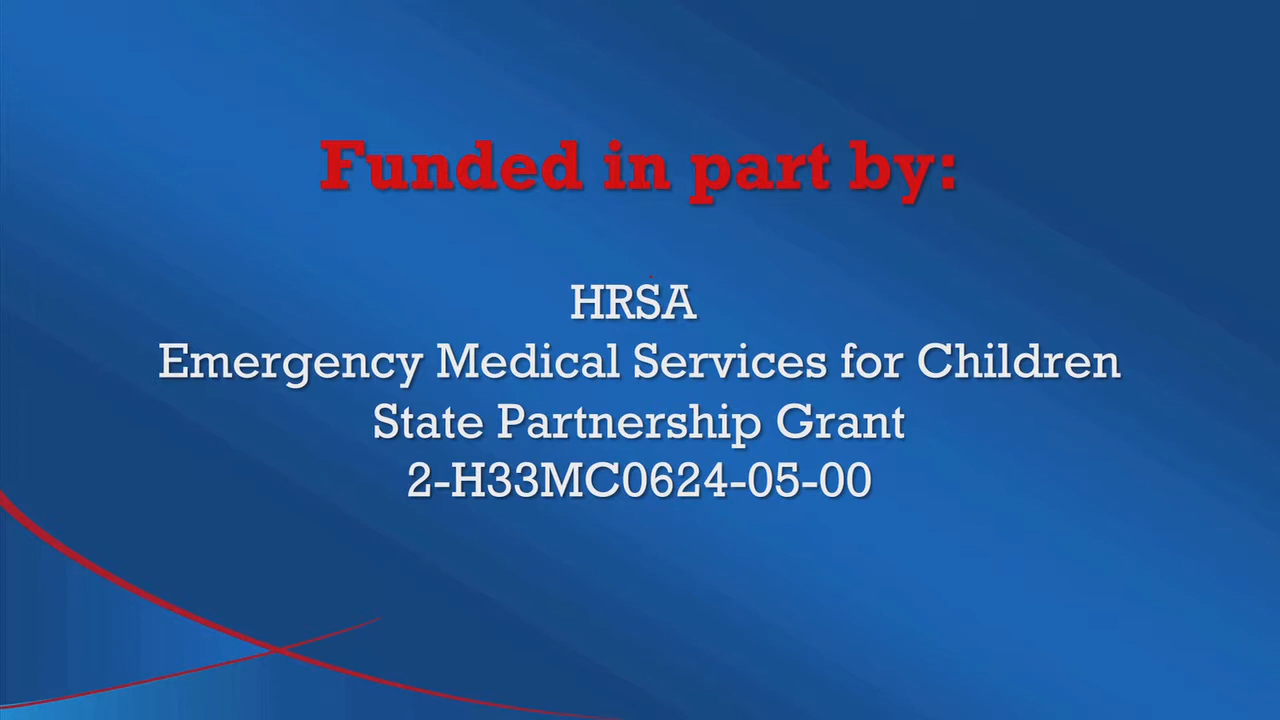 Funded in part by:
HRSA
Emergency Medical Services for Children
State Partnership Grant
2-H33MC0624-05-00